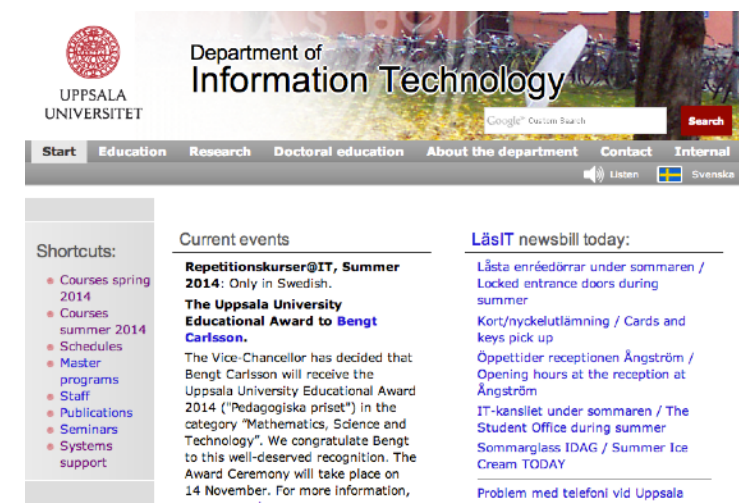 Department of
Information Technology
UPPSALA
UNIVERSITET
Google™ Custom Search
Search
Start Education Research Doctoral education About the department Contact Internal
Listen Svenska
Shortcuts:
Courses spring
2014
Courses
summer 2014
Schedules
Master
programs
Staff
Publications
Seminars
Systems
support
Current events
Repetitionskurser@IT, Summer
2014: Only in Swedish.
The Uppsala University
Educational Award to Bengt
Carlsson.
The Vice-Chancellor has decided that
Bengt Carlsson will receive the
Uppsala University Educational Award
2014 ("Pedagogiska priset") in the
category "Mathematics, Science and
Technology". We congratulate Bengt
to this well-deserved recognition. The
Award Ceremony will take place on
14 November. For more information,
LäsIT newsbill today:
Låsta enréedörrar under sommaren /
Locked entrance doors during
summer
Kort/nyckelutlämning / Cards and
keys pick up
Öppettider receptionen Ångström /
Opening hours at the reception at
Ångström
IT-kansliet under sommaren / The
Student Office during summer
Sommarglass IDAG / Summer Ice
Cream TODAY
Problem med telefoni vid Uppsala